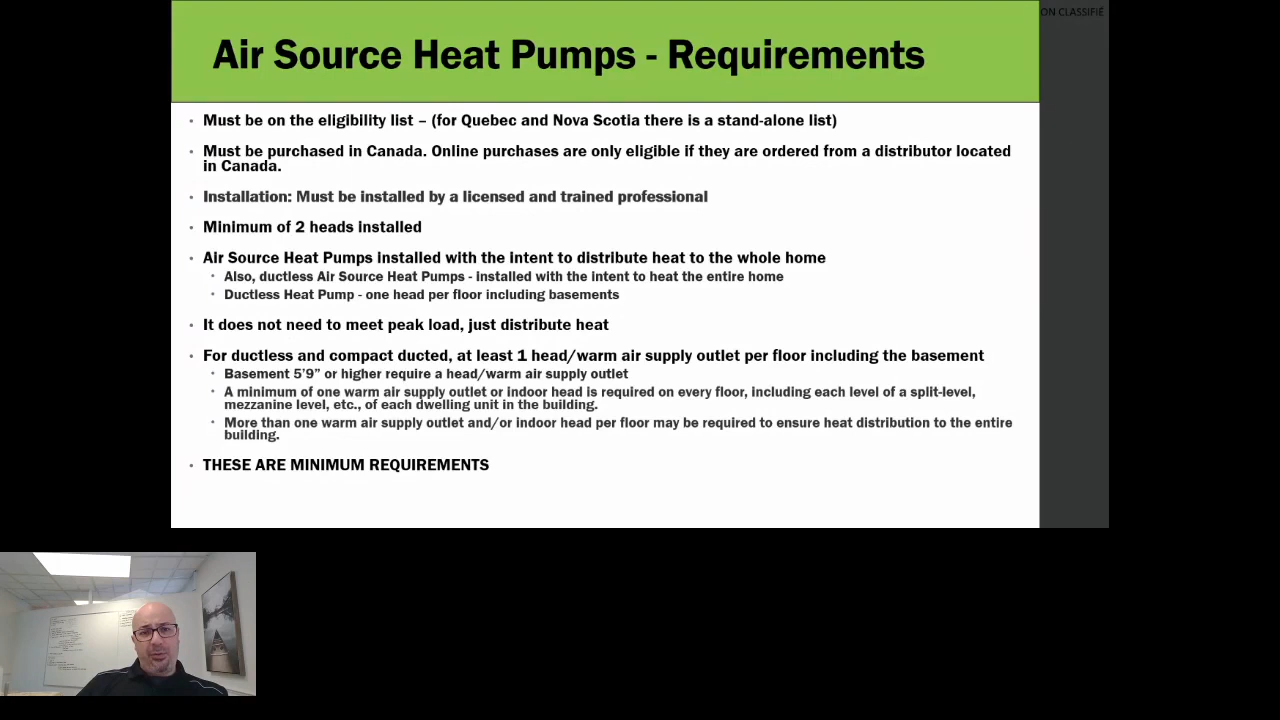 ON CLASSIFIÉ
Air Source Heat Pumps - Requirements
• Must be on the eligibility list – (for Quebec and Nova Scotia there is a stand-alone list)
• Must be purchased in Canada. Online purchases are only eligible if they are ordered from a distributor located
in Canada.
• Installation: Must be installed by a licensed and trained professional
• Minimum of 2 heads installed
• Air Source Heat Pumps installed with the intent to distribute heat to the whole home
• Also, ductless Air Source Heat Pumps - installed with the intent to heat the entire home
• Ductless Heat Pump - one head per floor including basements
• It does not need to meet peak load, just distribute heat
• For ductless and compact ducted, at least 1 head/warm air supply outlet per floor including the basement
• Basement 5’9” or higher require a head/warm air supply outlet
• A minimum of one warm air supply outlet or indoor head is required on every floor, including each level of a split-level,
mezzanine level, etc., of each dwelling unit in the building.
• More than one warm air supply outlet and/or indoor head per floor may be required to ensure heat distribution to the entire
building.
• THESE ARE MINIMUM REQUIREMENTS